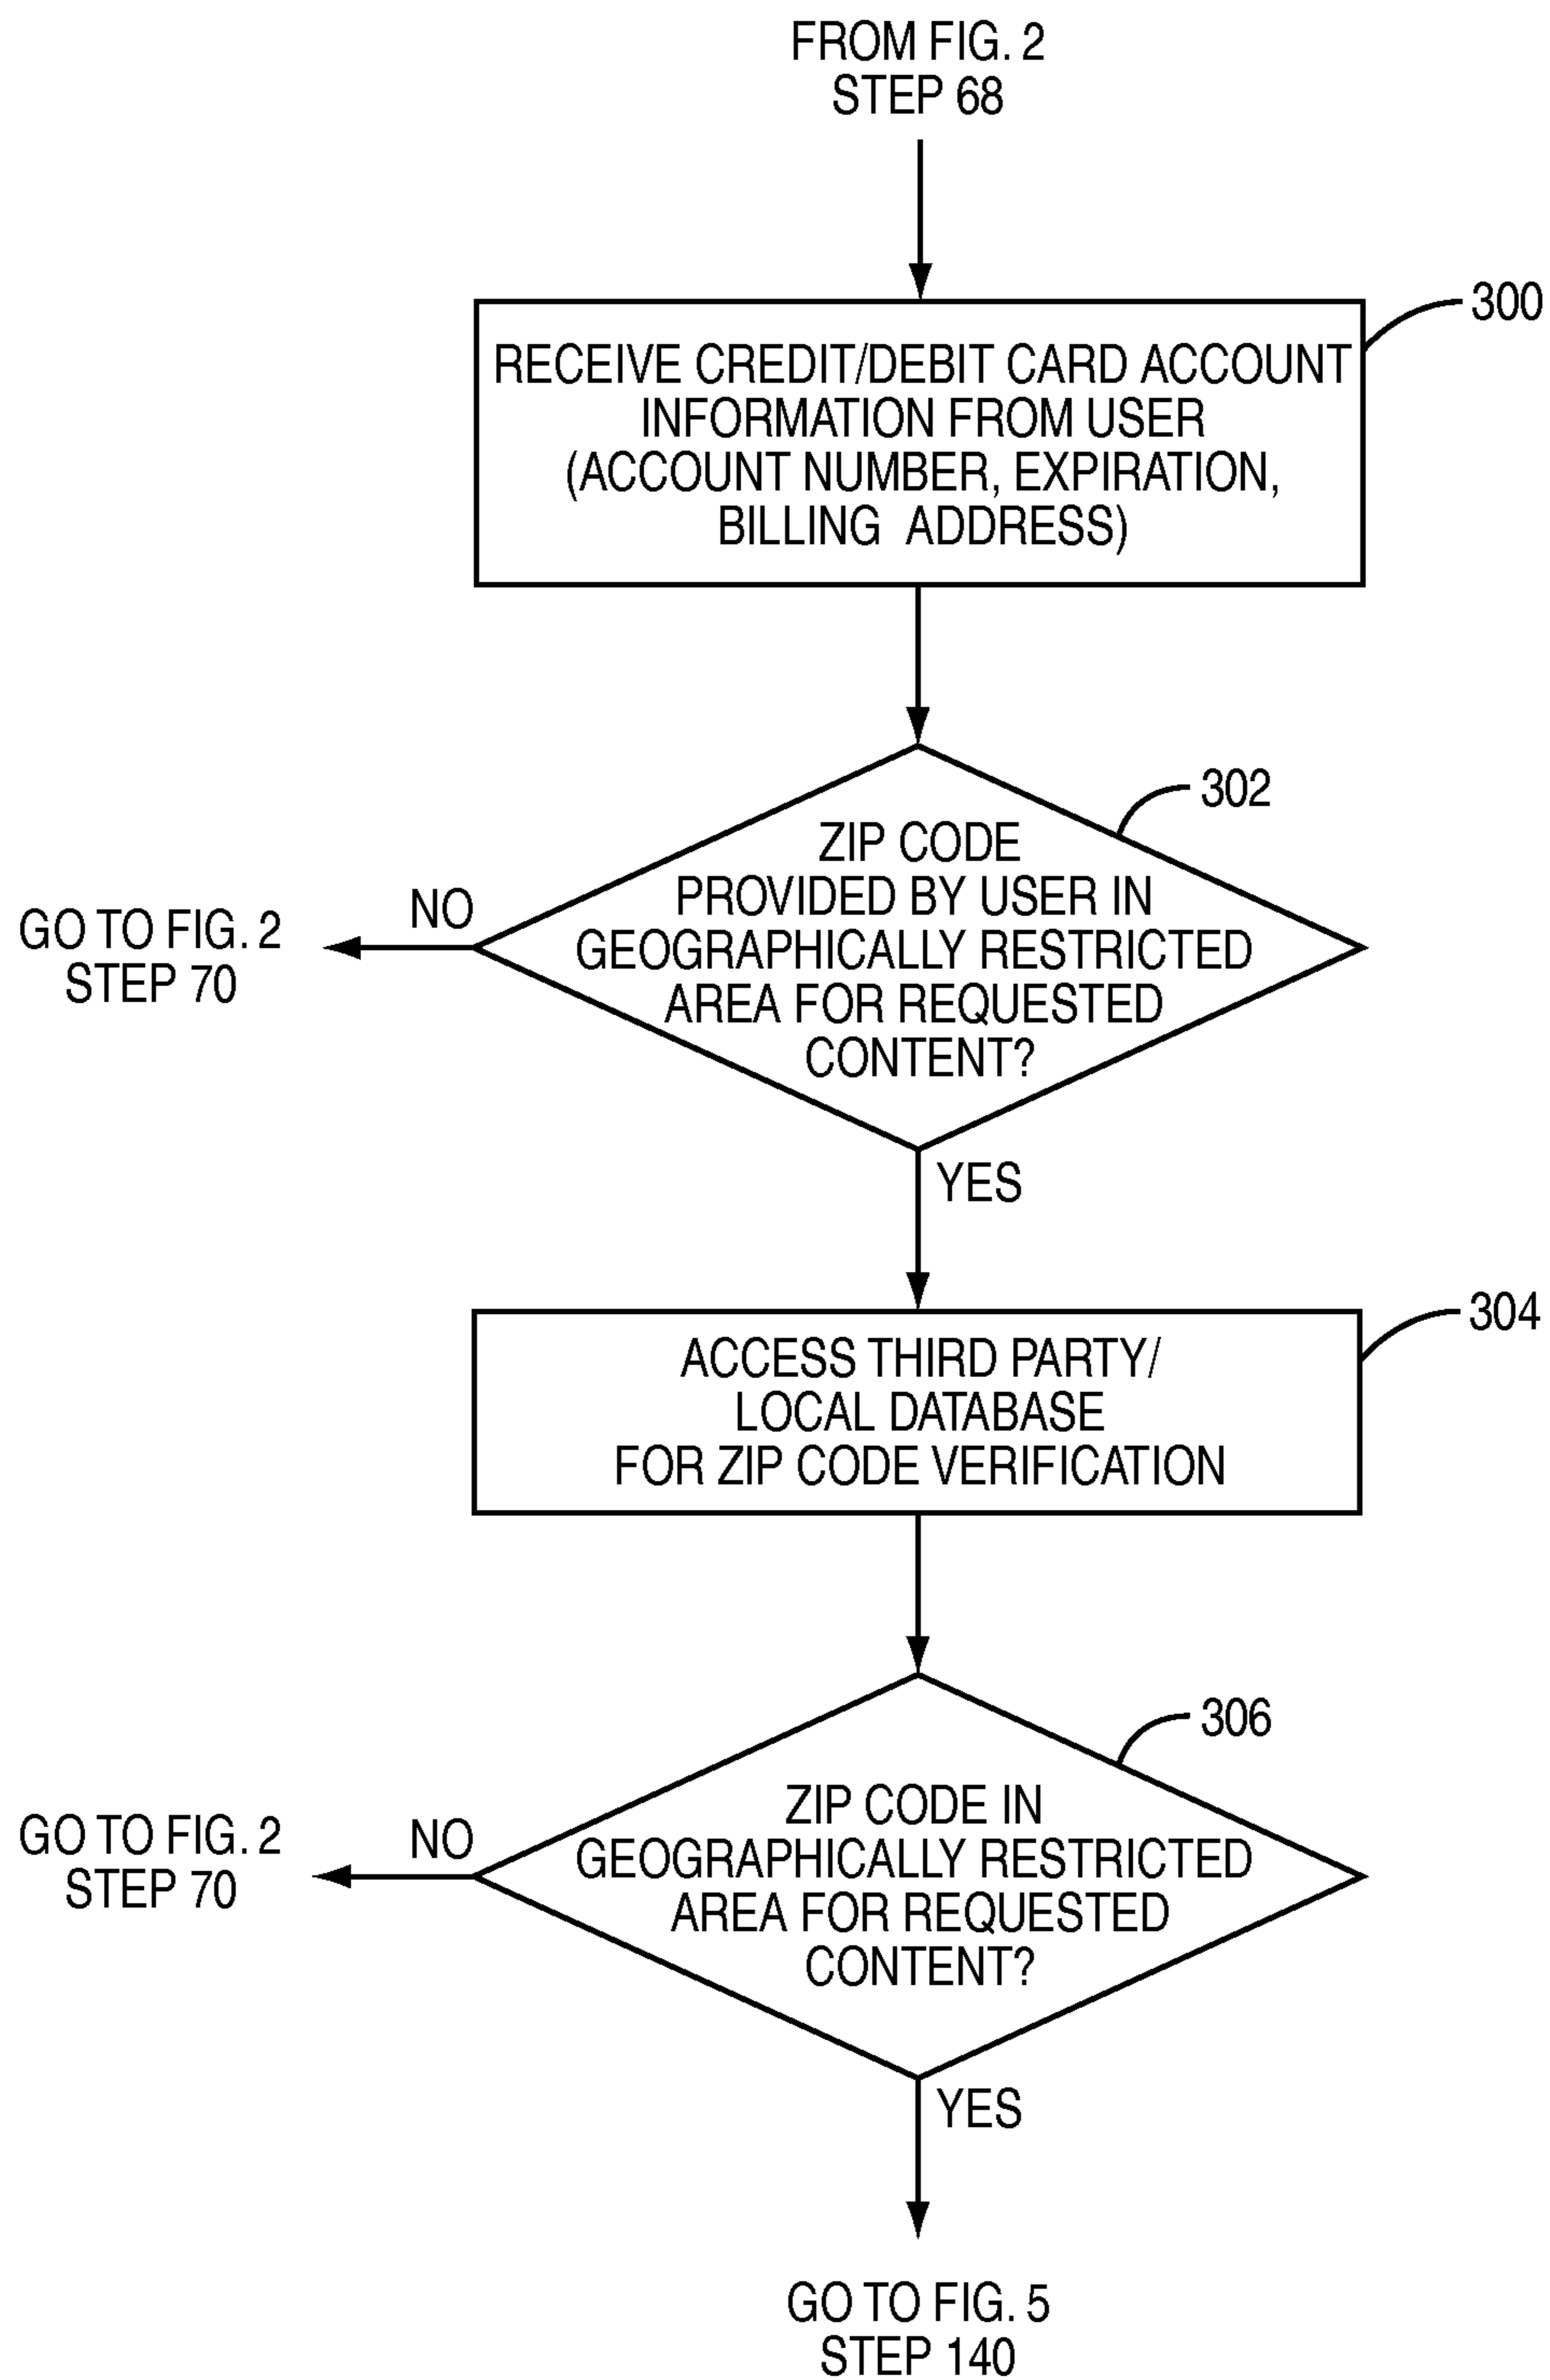 FROM FIG. 2
STEP 68
300
RECEIVE CREDIT/DEBIT CARD ACCOUNT
INFORMATION FROM USER
(ACCOUNT NUMBER, EXPIRATION,
BILLING ADDRESS)
302
ZIP CODE
PROVIDED BY USER IN
GEOGRAPHICALLY RESTRICTED
AREA FOR REQUESTED
CONTENT?
NO
GO TO FIG. 2
STEP 70
YES
304
ACCESS THIRD PARTY/
LOCAL DATABASE
FOR ZIP CODE VERIFICATION
306
ZIP CODE IN
GEOGRAPHICALLY RESTRICTED
AREA FOR REQUESTED
CONTENT?
NO
GO TO FIG. 2
STEP 70
YES
GO TO FIG. 5
STEP 140